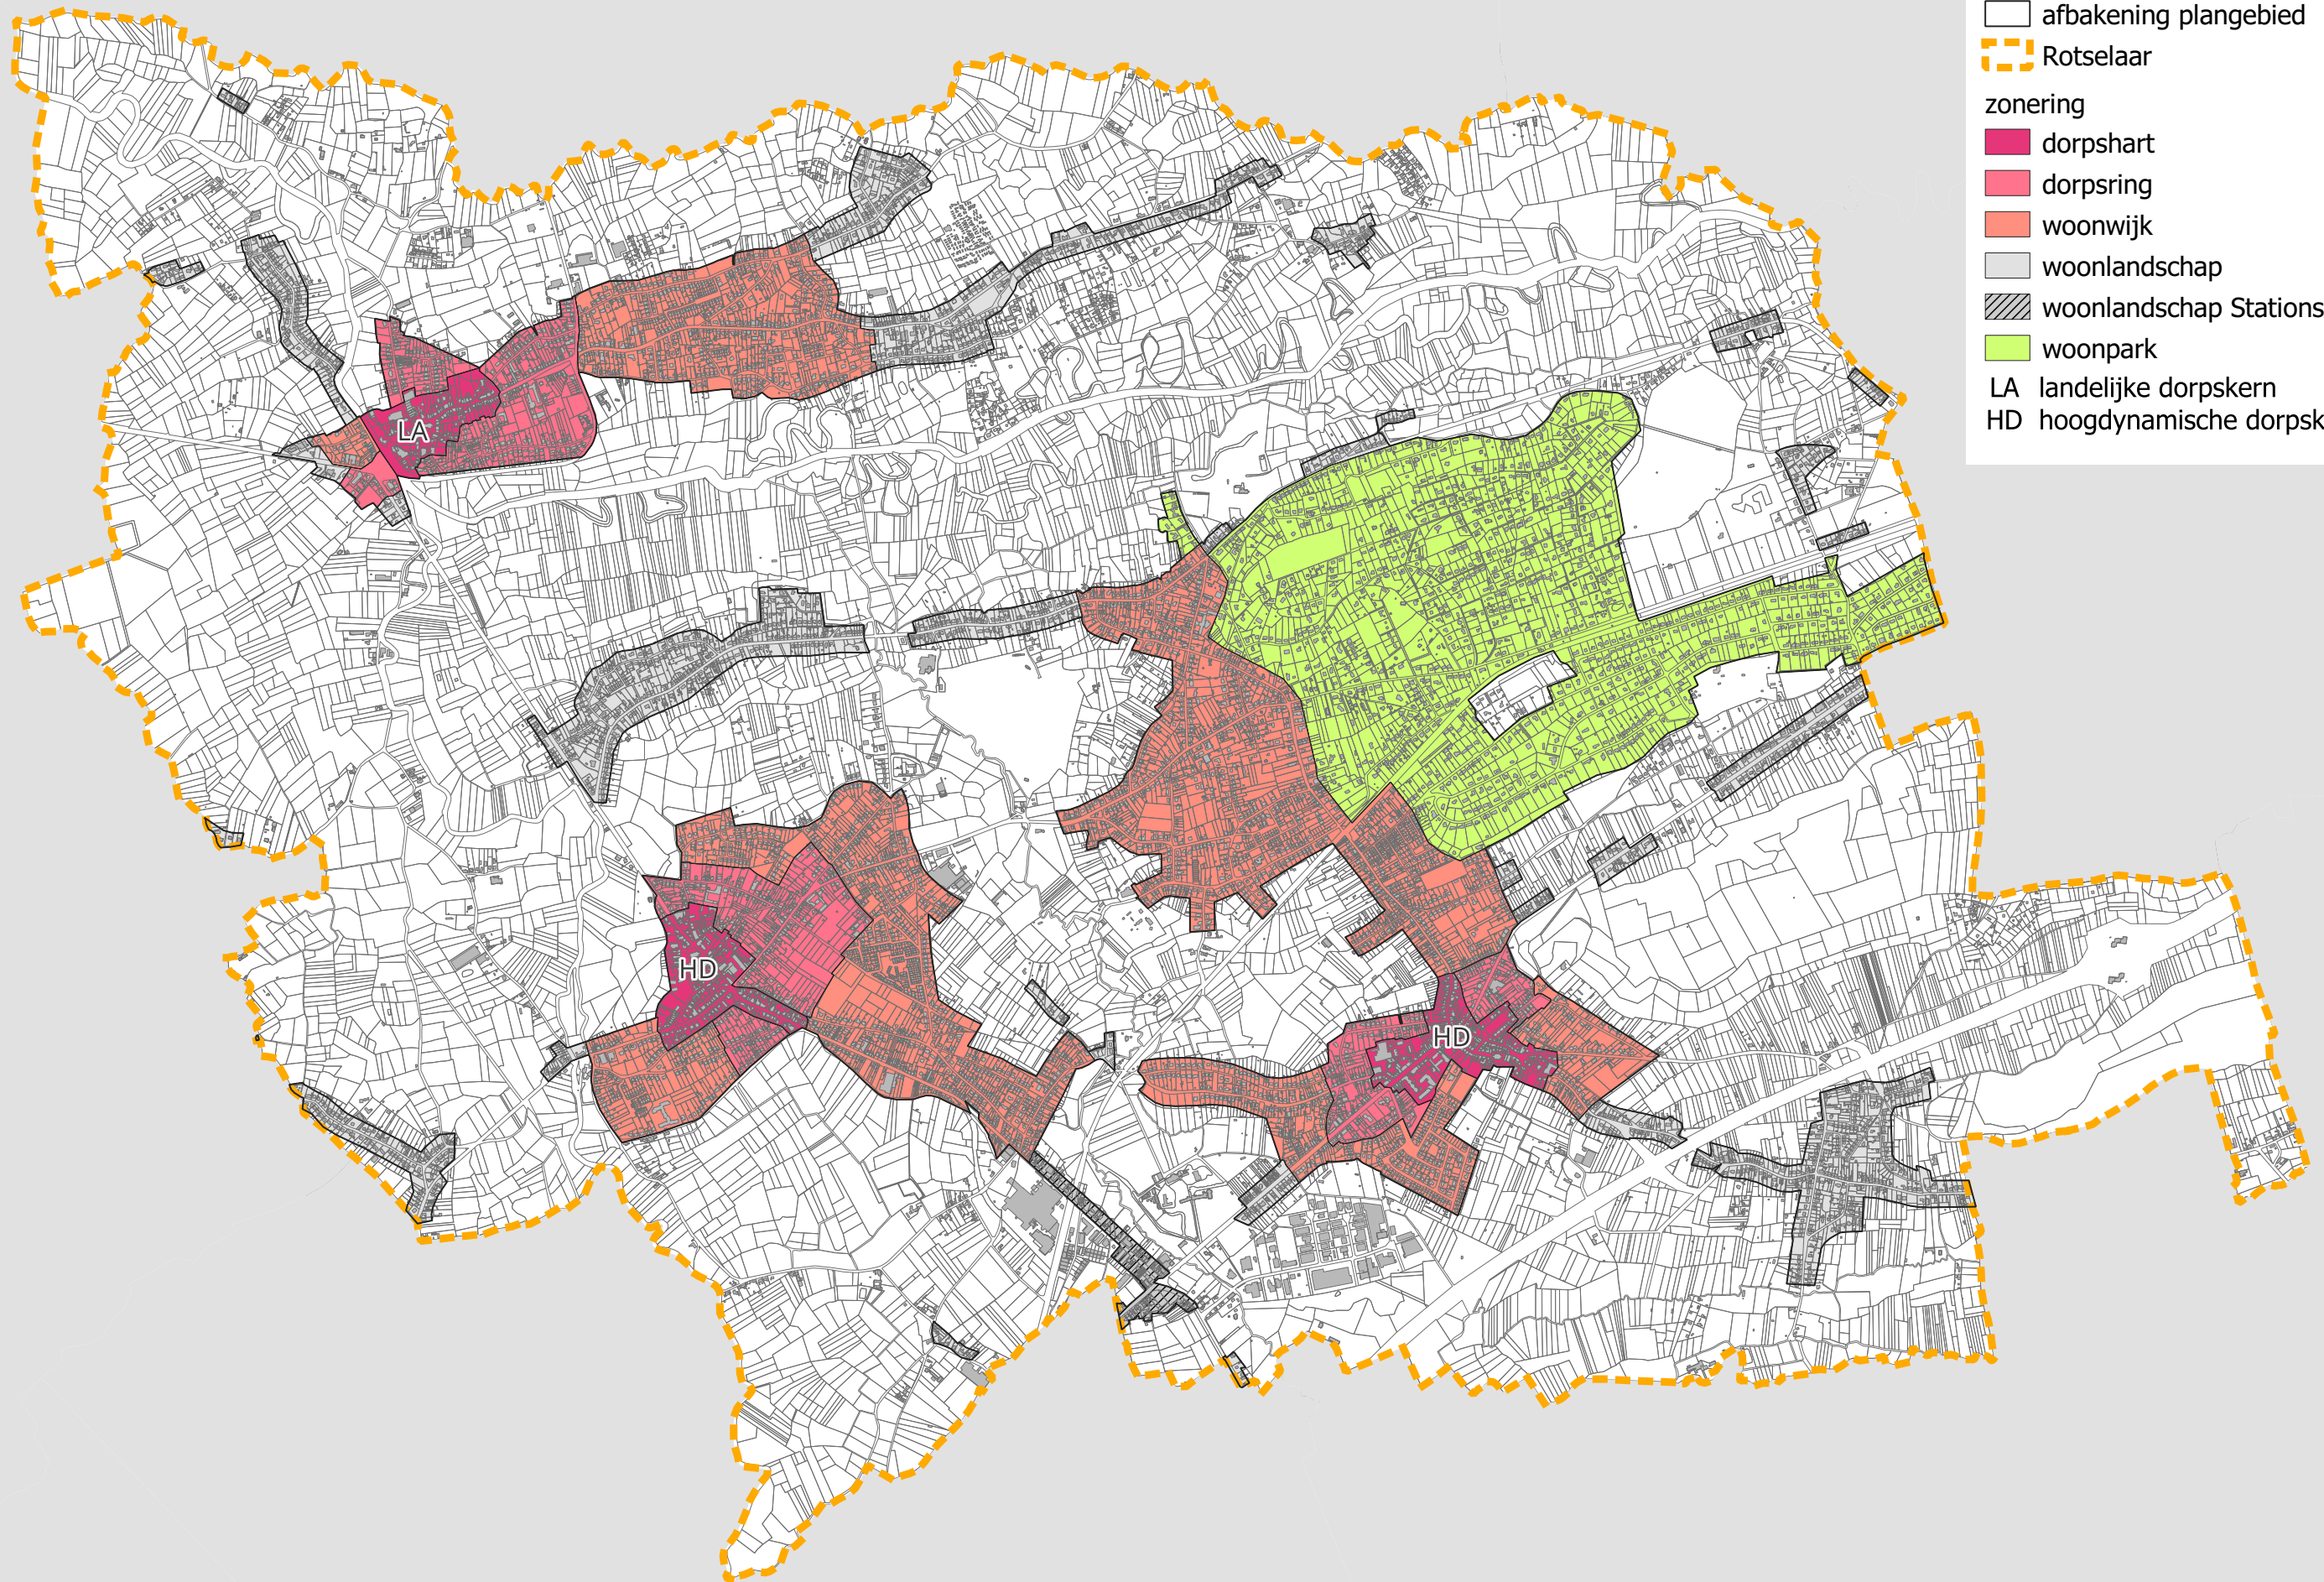 afbakening plangebied
Rotselaar
zonering
dorpshart
dorpsring
woonwijk
woonlandschap
woonlandschap Stations
woonpark
LA landelijke dorpskern
HD hoogdynamische dorpsk
LA
HD
HD